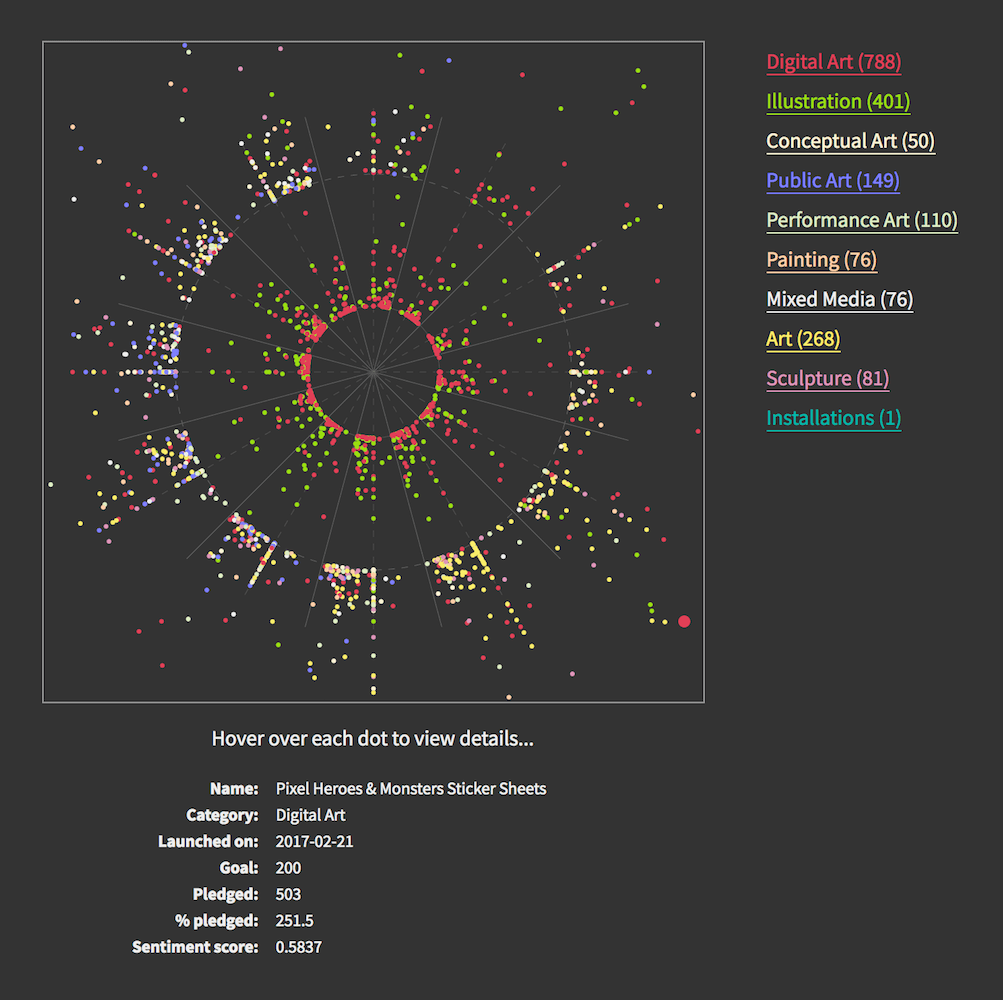 Digital Art (788)
Illustration (401)
Conceptual Art (50)
Public Art (149)
Performance Art (110)
Painting (76)
Mixed Media (76)
Art (268)
Sculpture (81)
Installations (1)
Hover over each dot to view details...
Name: Pixel Heroes & Monsters Sticker Sheets
Category: Digital Art
Launched on: 2017-02-21
Goal: 200
Pledged: 503
% pledged: 251.5
Sentiment score: 0.5837